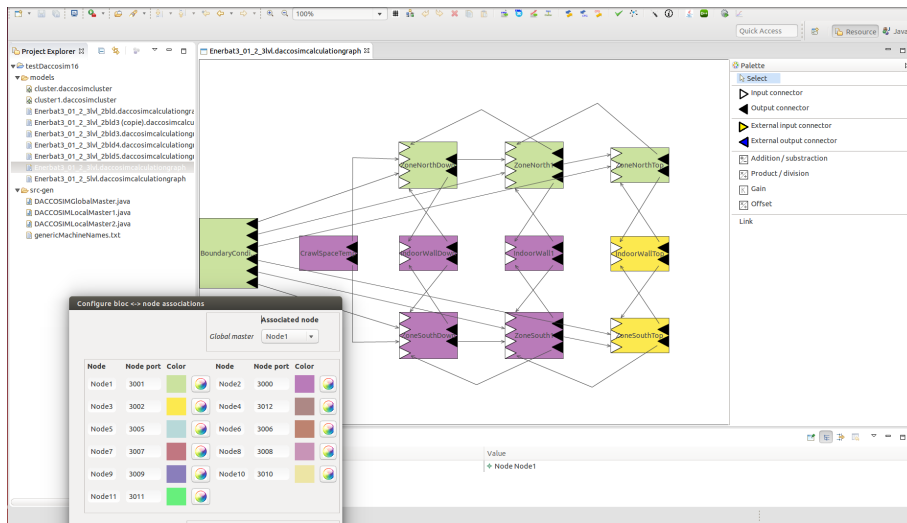 100%
Quick Access
Resource
Java
Project Explorer
testDaccosim16
models
cluster.daccosimcluster
cluster1.daccosimcluster
Enerbat3_01_2_3lvl_2bld.daccosimcalculationgra
Enerbat3_01_2_3lvl_2bld3 (copie).daccosimcalcu
Enerbat3_01_2_3lvl_2bld3.daccosimcalculationgr
Enerbat3_01_2_3lvl_2bld4.daccosimcalculationgr
Enerbat3_01_2_3lvl_2bld5.daccosimcalculationgr
Enerbat3_01_2_5lvl.daccosimcalculationgraph
src-gen
DACCOSIMGlobalMaster.java
DACCOSIMLocalMaster1.java
DACCOSIMLocalMaster2.java
genericMachineNames.txt
Enerbat3_01_2_3lvl.daccosimcalculationgraph
ZoneNorthDow
ZoneNorth1
ZoneNorthTop
BoundaryCondi
CrawlSpaceTem
IndoorWallDow
IndoorWall1
IndoorWallTop
ZoneSouthDow
ZoneSouth
ZoneSouthTop
Palette
Select
Input connector
Output connector
External input connector
External output connector
Addition / substraction
Product / division
Gain
Offset
Link
Configure bloc <-> node associations
Associated node
Global master Node1
Node Node port Color Node Node port Color
Node1 3001 Node2 3000
Node3 3002 Node4 3012
Node5 3005 Node6 3006
Node7 3007 Node8 3008
Node9 3009 Node10 3010
Node11 3011
Value
Node Node1